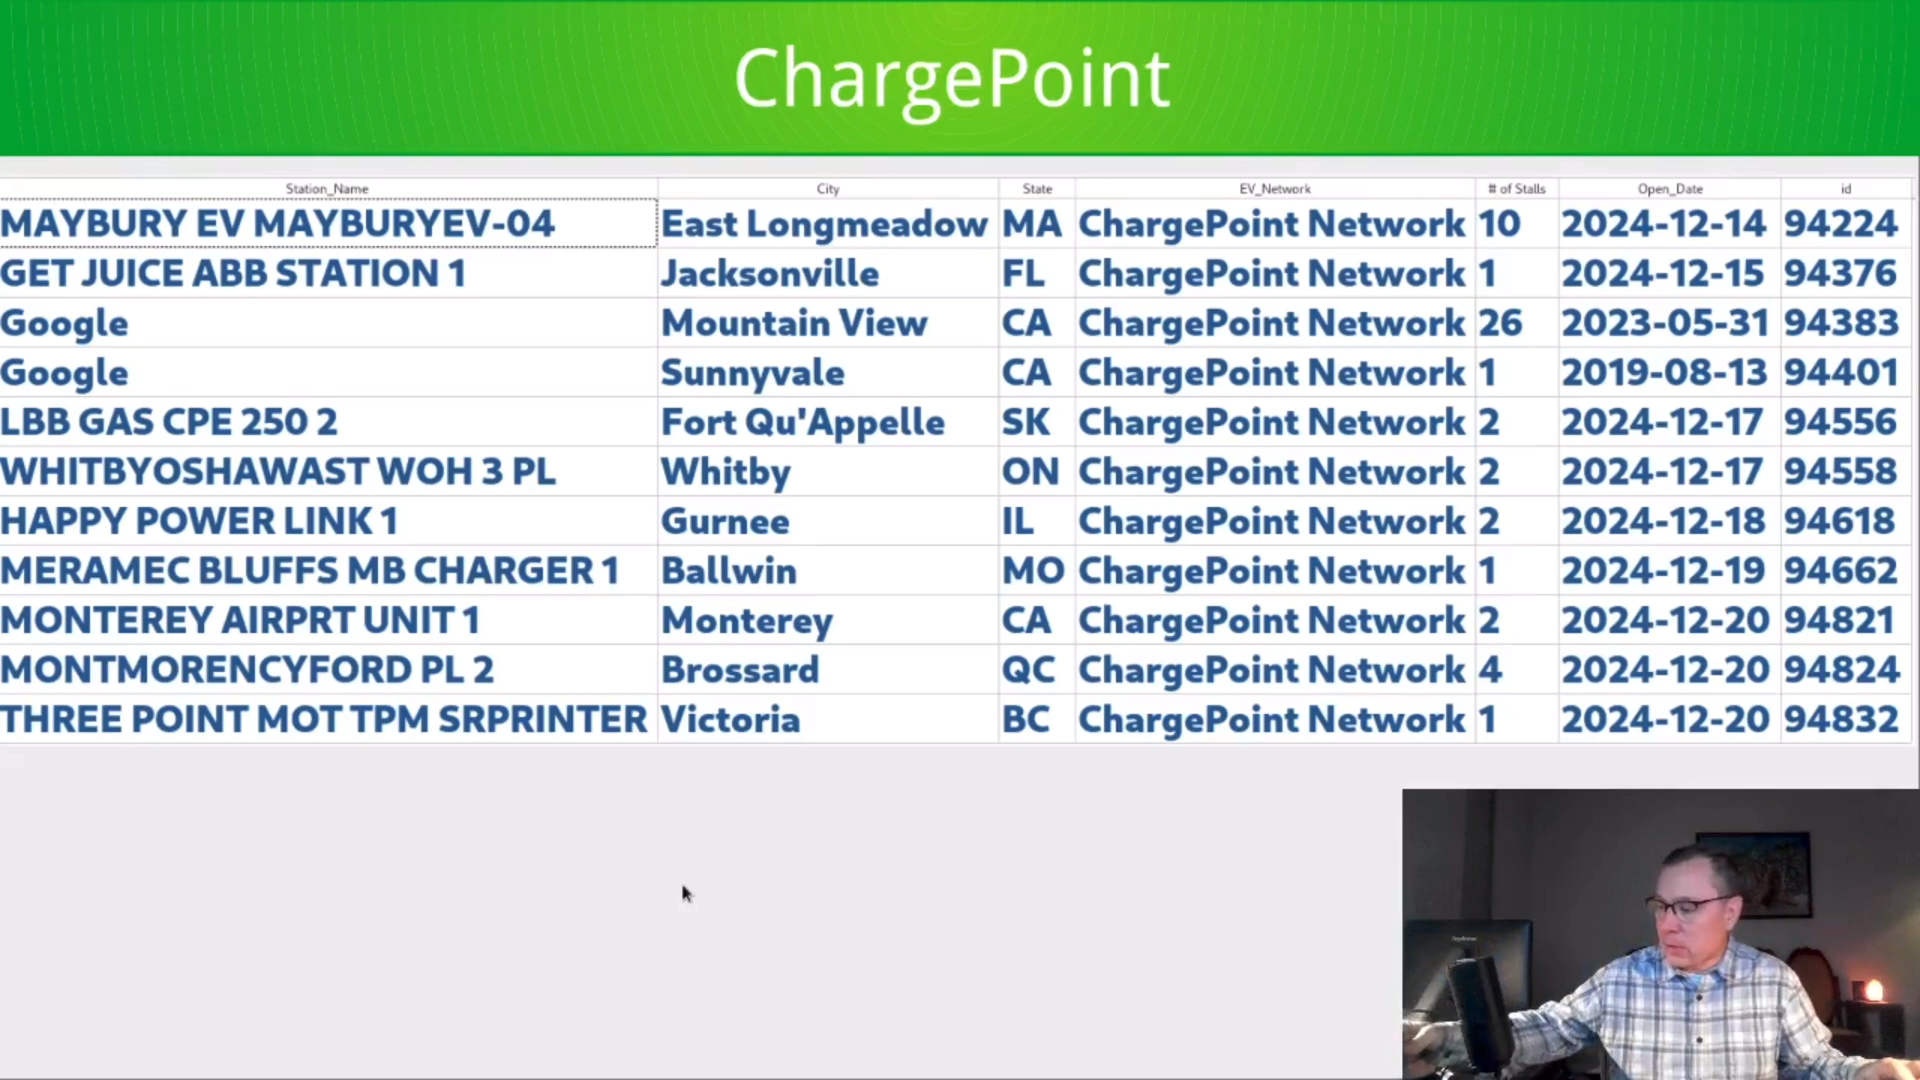 ChargePoint
Station_Name City State EV_Network # of Stalls Open_Date id
MAYBURY EV MAYBURYEV-04 East Longmeadow MA ChargePoint Network 10 2024-12-14 94224
GET JUICE ABB STATION 1 Jacksonville FL ChargePoint Network 1 2024-12-15 94376
Google Mountain View CA ChargePoint Network 26 2023-05-31 94383
Google Sunnyvale CA ChargePoint Network 1 2019-08-13 94401
LBB GAS CPE 250 2 Fort Qu'Appelle SK ChargePoint Network 2 2024-12-17 94556
WHITBYOSHAWAST WOH 3 PL Whitby ON ChargePoint Network 2 2024-12-17 94558
HAPPY POWER LINK 1 Gurnee IL ChargePoint Network 2 2024-12-18 94618
MERAMEC BLUFFS MB CHARGER 1 Ballwin MO ChargePoint Network 1 2024-12-19 94662
MONTEREY AIRPRT UNIT 1 Monterey CA ChargePoint Network 2 2024-12-20 94821
MONTMORENCYFORD PL 2 Brossard QC ChargePoint Network 4 2024-12-20 94824
THREE POINT MOT TPM SRPRINTER Victoria BC ChargePoint Network 1 2024-12-20 94832